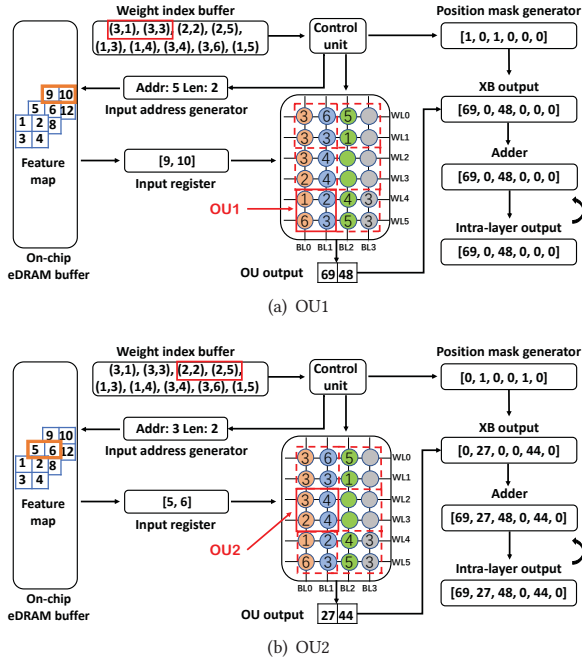 Weight index buffer
(3,1), (3,3), (2,2), (2,5),
(1,3), (1,4), (3,4), (3,6), (1,5)
Control
unit
Position mask generator
[1, 0, 1, 0, 0, 0]
Addr: 5 Len: 2
Input address generator
9 10
5 6 12
1 2 8
3 4
Feature
map
On-chip
eDRAM buffer
[9, 10]
Input register
OU1
3 6 5 WL0
3 3 1 WL1
3 4 WL2
2 4 WL3
1 2 4 3 WL4
6 3 5 3 WL5
BL0 BL1 BL2 BL3
OU output 69 48
XB output
[69, 0, 48, 0, 0, 0]
Adder
[69, 0, 48, 0, 0, 0]
Intra-layer output
[69, 0, 48, 0, 0, 0]
(a) OU1
Weight index buffer
(3,1), (3,3), (2,2), (2,5),
(1,3), (1,4), (3,4), (3,6), (1,5)
Control
unit
Position mask generator
[0, 1, 0, 0, 1, 0]
Addr: 3 Len: 2
Input address generator
9 10
5 6 12
1 2 8
3 4
Feature
map
On-chip
eDRAM buffer
[5, 6]
Input register
OU2
3 6 5 WL0
3 3 1 WL1
3 4 WL2
2 4 WL3
1 2 4 3 WL4
6 3 5 3 WL5
BL0 BL1 BL2 BL3
OU output 27 44
XB output
[0, 27, 0, 0, 44, 0]
Adder
[69, 27, 48, 0, 44, 0]
Intra-layer output
[69, 27, 48, 0, 44, 0]
(b) OU2